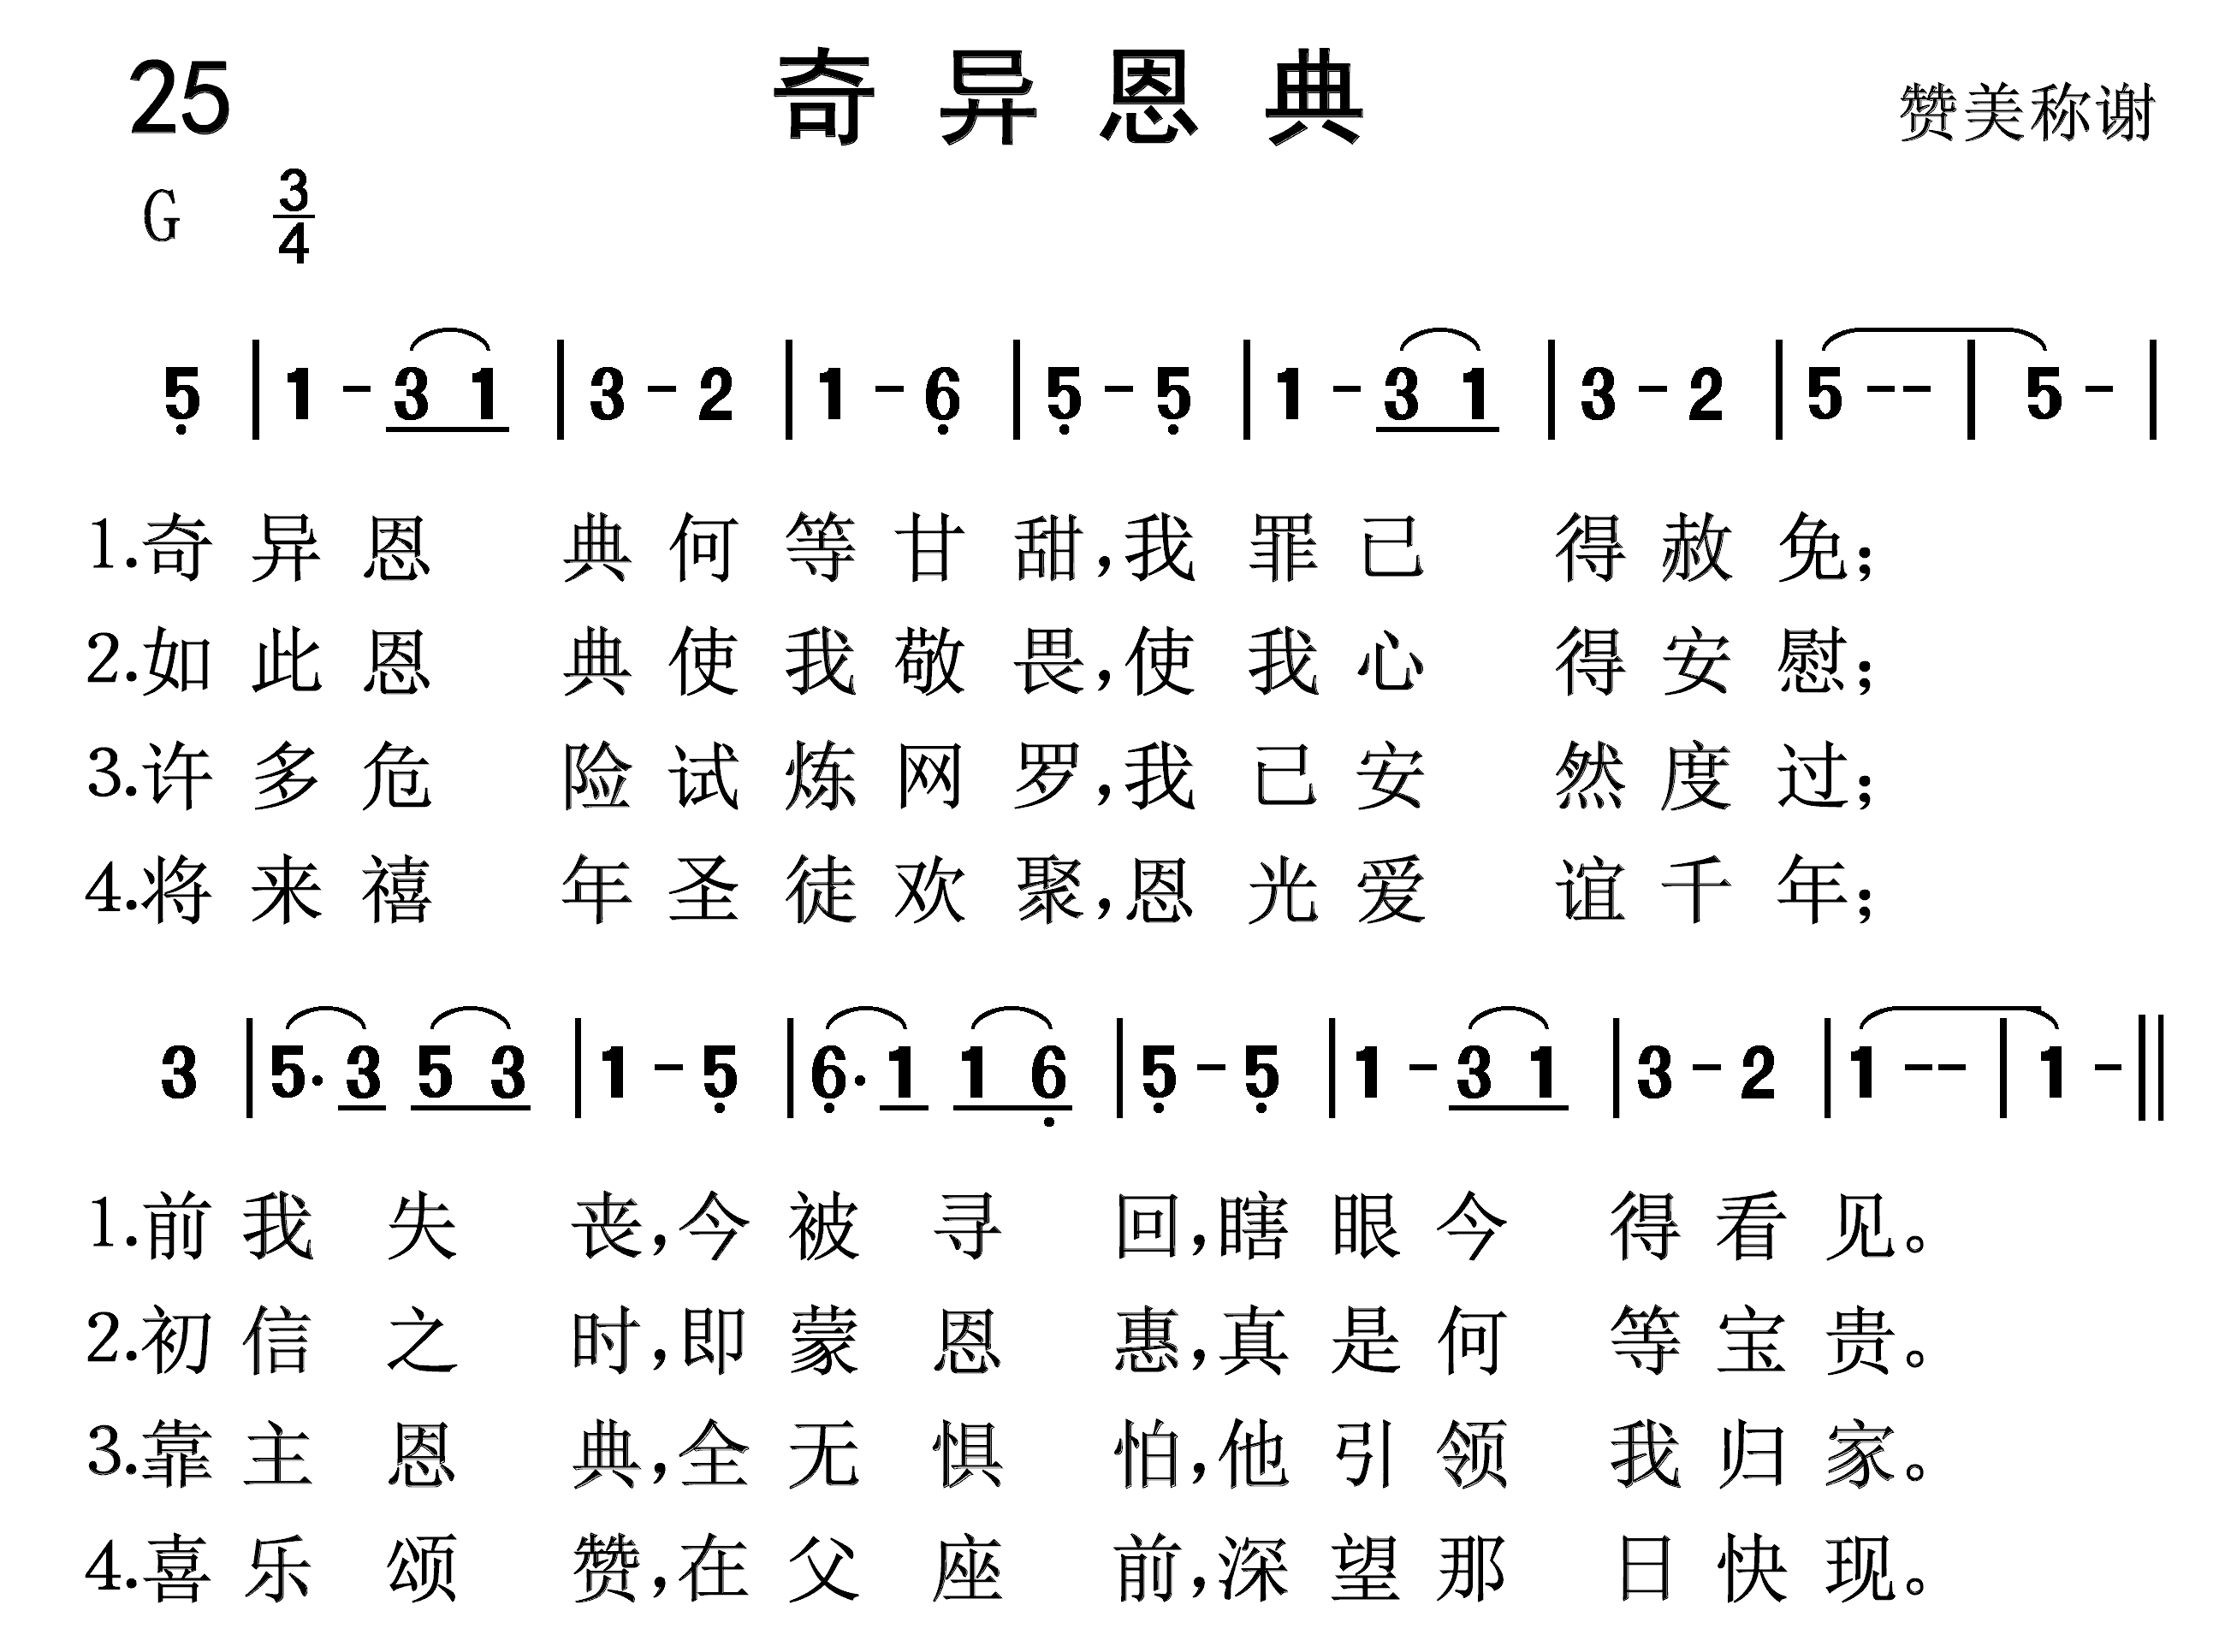 25 奇异恩典 赞美称谢
G 3/4
5̣ | 1 - 3 1 | 3 - 2 | 1 - 6̣ | 5̣ - 5̣ | 1 - 3 1 | 3 - 2 | 5 - - | 5 - |
1.奇异恩典何等甘甜,我罪已得赦免;
2.如此恩典使我敬畏,使我心得安慰;
3.许多危险试炼网罗,我已安然度过;
4.将来禧年圣徒欢聚,恩光爱谊千年;
3 | 5. 3 5 3 | 1 - 5̣ | 6̣. 1 1 6̣ | 5̣ - 5̣ | 1 - 3 1 | 3 - 2 | 1 - - | 1 - ‖
1.前我失丧,今被寻回,瞎眼今得看见。
2.初信之时,即蒙恩惠,真是何等宝贵。
3.靠主恩典,全无惧怕,他引领我归家。
4.喜乐颂赞,在父座前,深望那日快现。